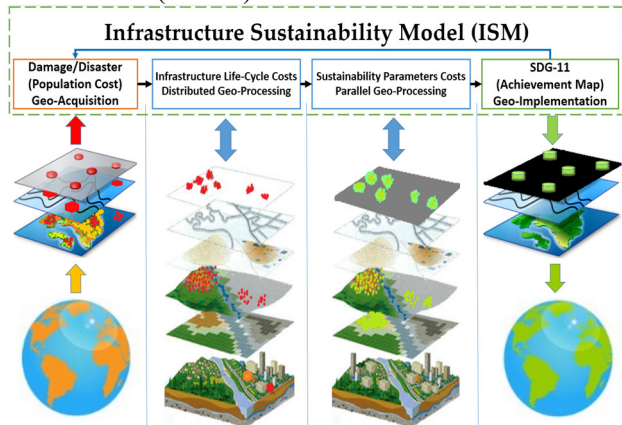 Infrastructure Sustainability Model (ISM)
Damage/Disaster
(Population Cost)
Geo-Acquisition
Infrastructure Life-Cycle Costs
Distributed Geo-Processing
Sustainability Parameters Costs
Parallel Geo-Processing
SDG-11
(Achievement Map)
Geo-Implementation